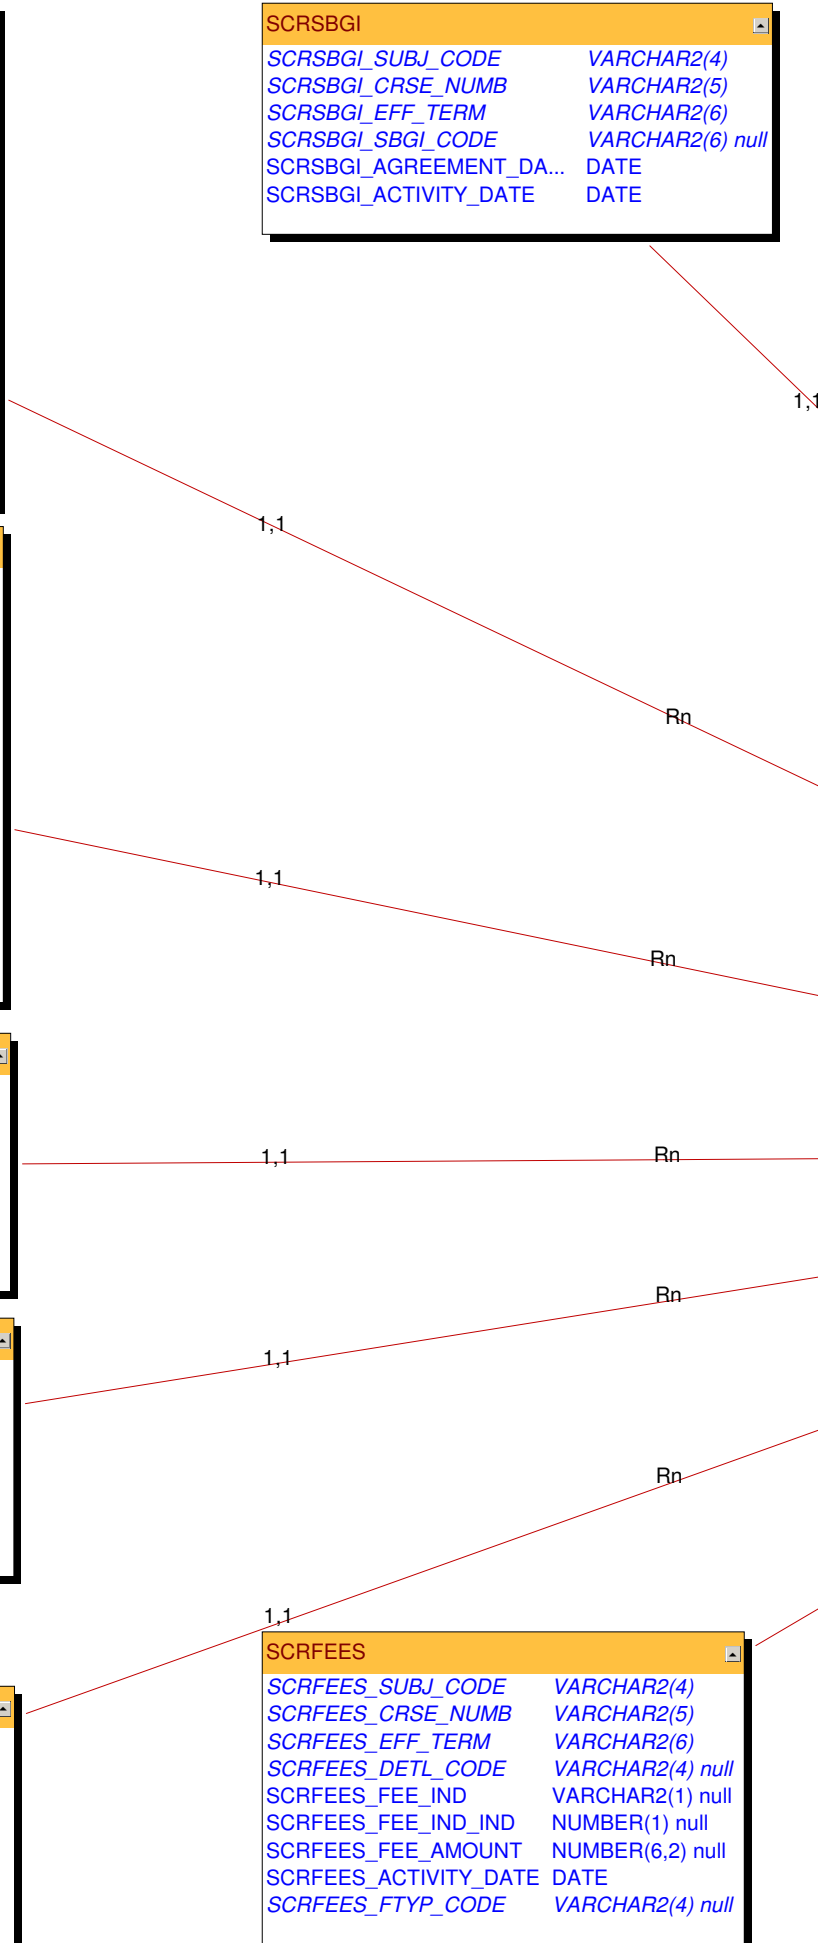 SCRSBGI
SCRSBGI_SUBJ_CODE VARCHAR2(4)
SCRSBGI_CRSE_NUMB VARCHAR2(5)
SCRSBGI_EFF_TERM VARCHAR2(6)
SCRSBGI_SBGI_CODE VARCHAR2(6) null
SCRSBGI_AGREEMENT_DA... DATE
SCRSBGI_ACTIVITY_DATE DATE
1,1
1,1
Rn
1,1
Rn
1,1
Rn
Rn
1,1
Rn
1,1
SCRFEES
SCRFEES_SUBJ_CODE VARCHAR2(4)
SCRFEES_CRSE_NUMB VARCHAR2(5)
SCRFEES_EFF_TERM VARCHAR2(6)
SCRFEES_DETL_CODE VARCHAR2(4) null
SCRFEES_FEE_IND VARCHAR2(1) null
SCRFEES_FEE_IND_IND NUMBER(1) null
SCRFEES_FEE_AMOUNT NUMBER(6,2) null
SCRFEES_ACTIVITY_DATE DATE
SCRFEES_FTYP_CODE VARCHAR2(4) null